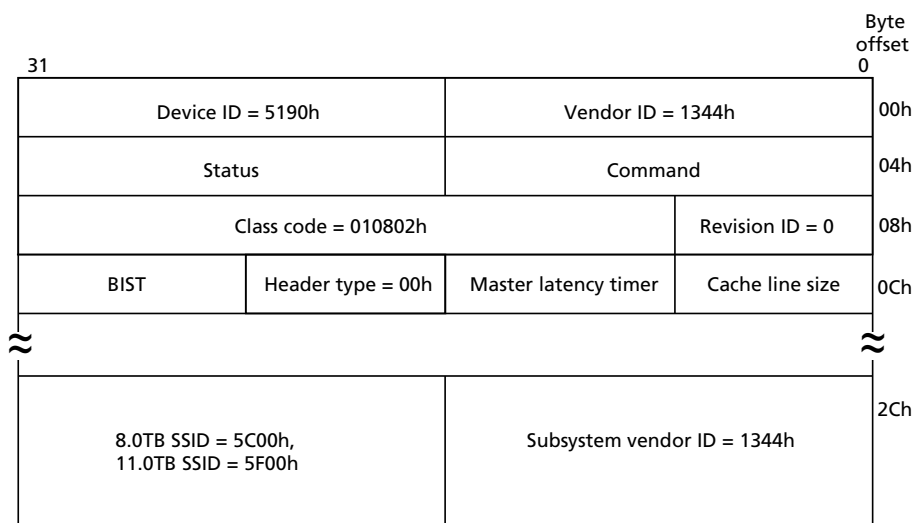 Byte
offset
31
0
Device ID = 5190h
Vendor ID = 1344h
00h
Status
Command
04h
Class code = 010802h
Revision ID = 0
08h
BIST
Header type = 00h
Master latency timer
Cache line size
0Ch
≈
≈
2Ch
8.0TB SSID = 5C00h,
11.0TB SSID = 5F00h
Subsystem vendor ID = 1344h